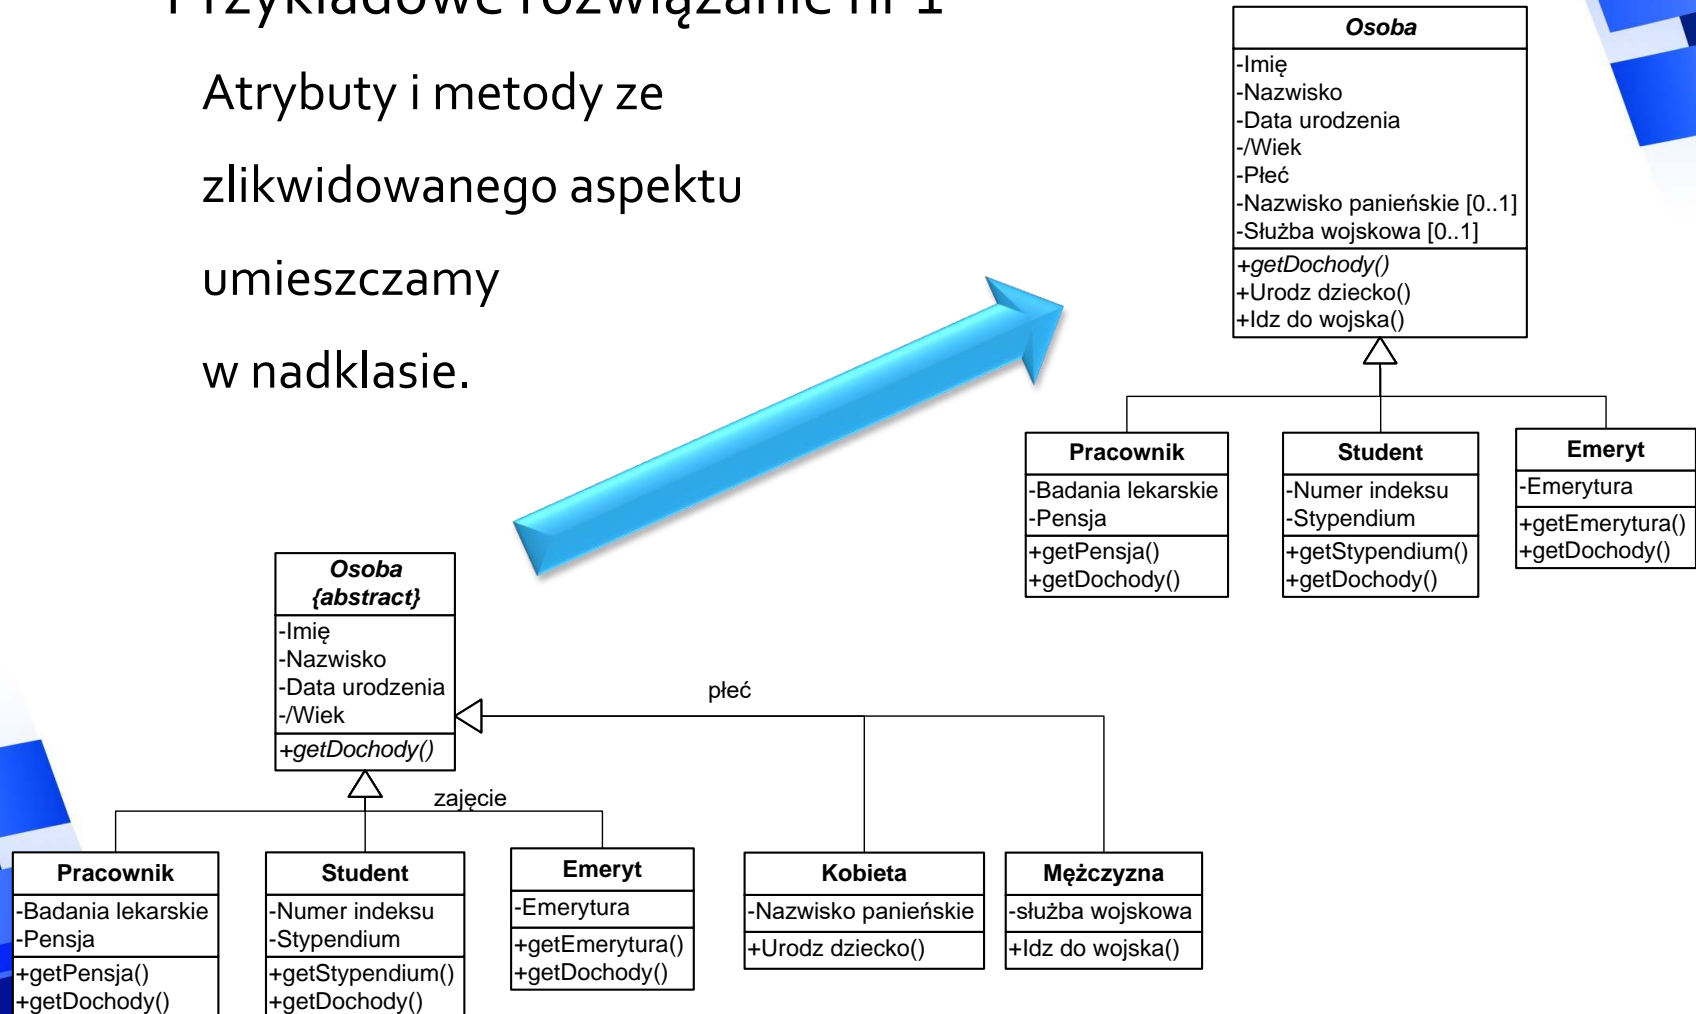 Przykładowe rozwiązanie nr 1
Atrybuty i metody ze
zlikwidowanego aspektu
umieszczamy
w nadklasie.
Osoba
-Imię
-Nazwisko
-Data urodzenia
-/Wiek
-Płeć
-Nazwisko panieńskie [0..1]
-Służba wojskowa [0..1]
+getDochody()
+Urodz dziecko()
+Idz do wojska()
Pracownik
-Badania lekarskie
-Pensja
+getPensja()
+getDochody()
Student
-Numer indeksu
-Stypendium
+getStypendium()
+getDochody()
Emeryt
-Emerytura
+getEmerytura()
+getDochody()
Osoba
{abstract}
-Imię
-Nazwisko
-Data urodzenia
-/Wiek
+getDochody()
płeć
zajęcie
Pracownik
-Badania lekarskie
-Pensja
+getPensja()
+getDochody()
Student
-Numer indeksu
-Stypendium
+getStypendium()
+getDochody()
Emeryt
-Emerytura
+getEmerytura()
+getDochody()
Kobieta
-Nazwisko panieńskie
+Urodz dziecko()
Mężczyzna
-służba wojskowa
+Idz do wojska()